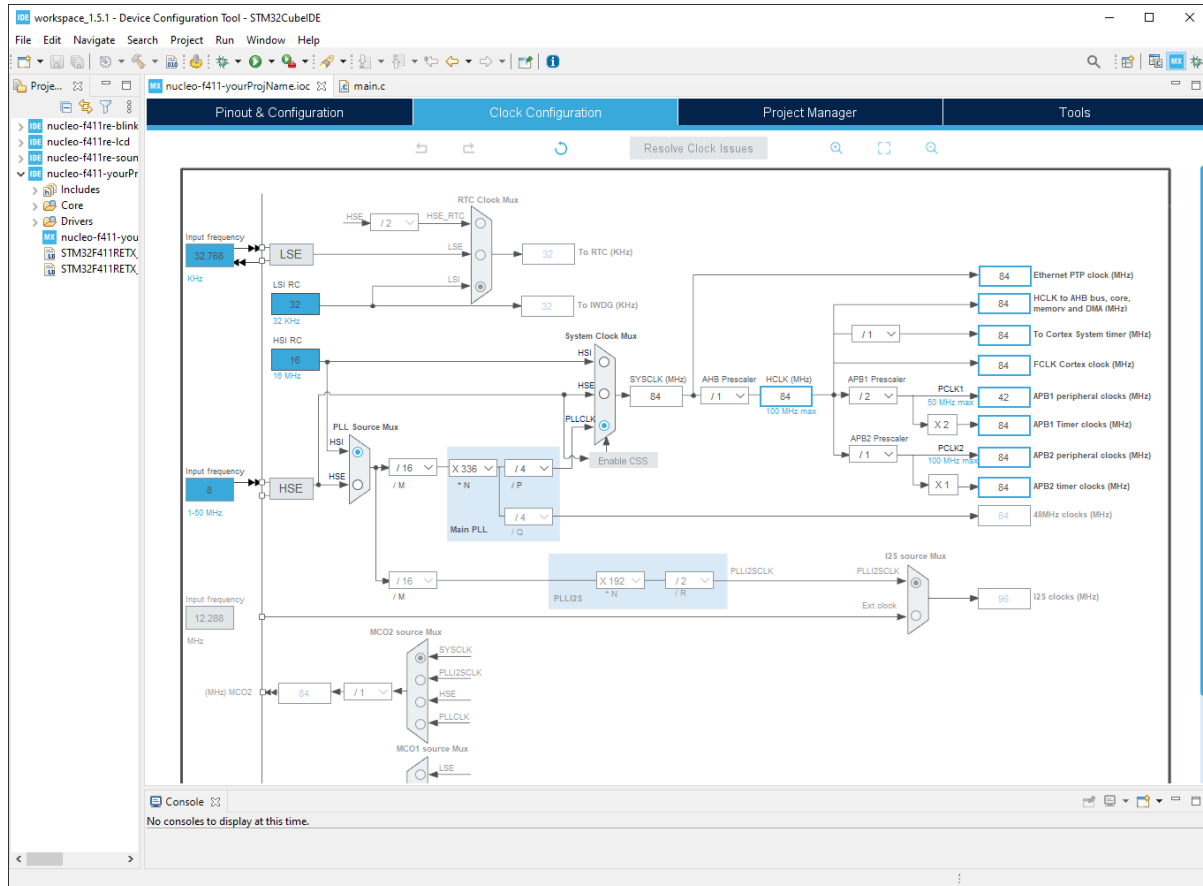 workspace_1.5.1 - Device Configuration Tool - STM32CubeIDE
File Edit Navigate Search Project Run Window Help
Proje...
nucleo-f411-yourProjName.ioc
main.c
nucleo-f411re-blink
nucleo-f411re-lcd
nucleo-f411re-soun
nucleo-f411-yourPr
Includes
Core
Drivers
nucleo-f411-you
STM32F411RETX_
STM32F411RETX_
Pinout & Configuration
Clock Configuration
Project Manager
Tools
Resolve Clock Issues
RTC Clock Mux
HSE
/ 2
HSE_RTC
Input frequency
32.768
KHz
LSE
LSE
32
To RTC (KHz)
LSI
LSI RC
32
32 KHz
32
To IWDG (KHz)
HSI RC
16
16 MHz
System Clock Mux
HSI
HSE
PLLCLK
SYSCLK (MHz)
84
AHB Prescaler
/ 1
HCLK (MHz)
84
100 MHz max
84
Ethernet PTP clock (MHz)
84
HCLK to AHB bus, core,
memory and DMA (MHz)
/ 1
84
To Cortex System timer (MHz)
84
FCLK Cortex clock (MHz)
APB1 Prescaler
/ 2
PCLK1
50 MHz max
42
APB1 peripheral clocks (MHz)
X 2
84
APB1 Timer clocks (MHz)
APB2 Prescaler
/ 1
PCLK2
100 MHz max
84
APB2 peripheral clocks (MHz)
X 1
84
APB2 timer clocks (MHz)
Enable CSS
PLL Source Mux
HSI
HSE
Input frequency
8
1-50 MHz
HSE
/ 16
/ M
X 336
* N
/ 4
/ P
/ 4
/ Q
Main PLL
84
48MHz clocks (MHz)
/ 16
/ M
X 192
* N
/ 2
/ R
PLLI2S
PLLI2SCLK
I2S source Mux
PLLI2SCLK
Ext.clock
96
I2S clocks (MHz)
Input frequency
12.288
MHz
MCO2 source Mux
SYSCLK
PLLI2SCLK
HSE
PLLCLK
(MHz) MCO2
84
/ 1
MCO1 source Mux
LSE
Console
No consoles to display at this time.